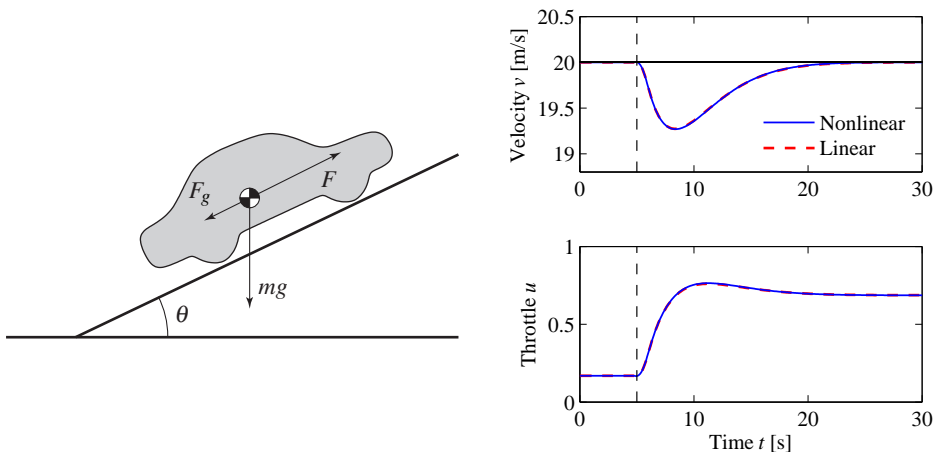 F_g
F
mg
θ
Velocity v [m/s]
20.5
20
19.5
19
Nonlinear
Linear
0
10
20
30
Throttle u
1
0.5
0
0
10
20
30
Time t [s]